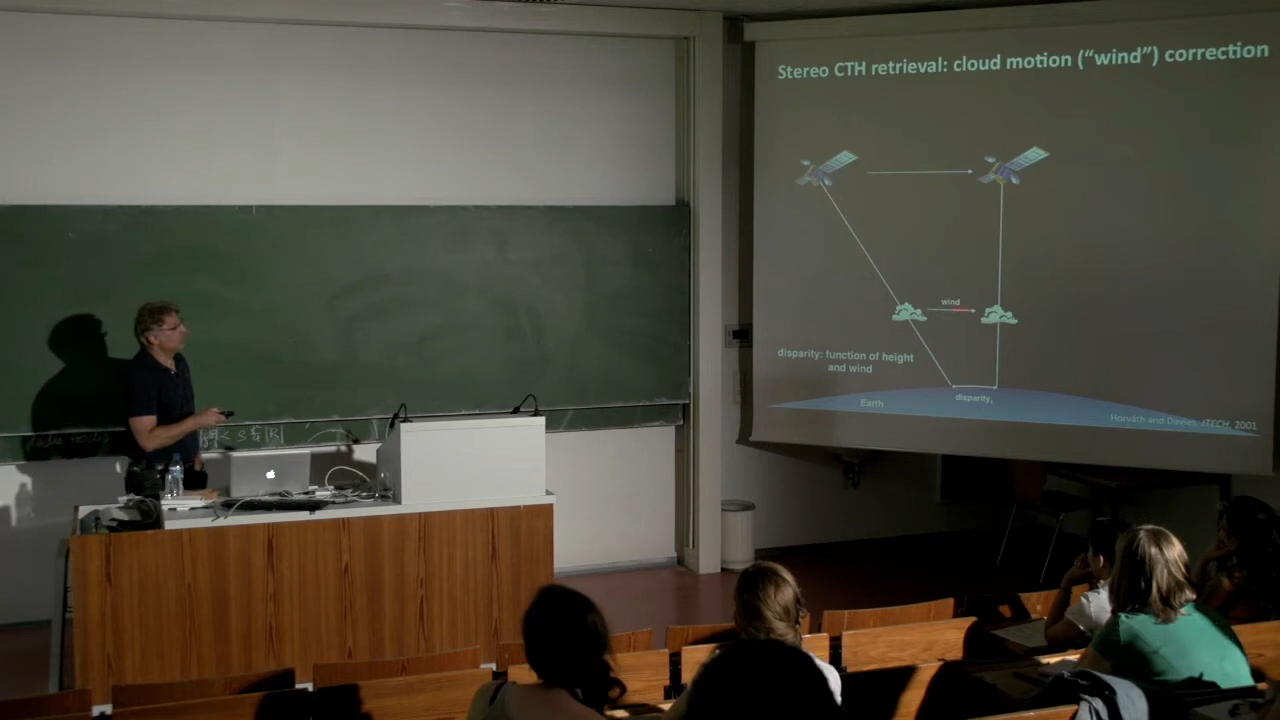 Stereo CTH retrieval: cloud motion (“wind”) correction
wind
disparity: function of height
and wind
disparity,
Earth
Horváth and Davies, JTECH, 2001